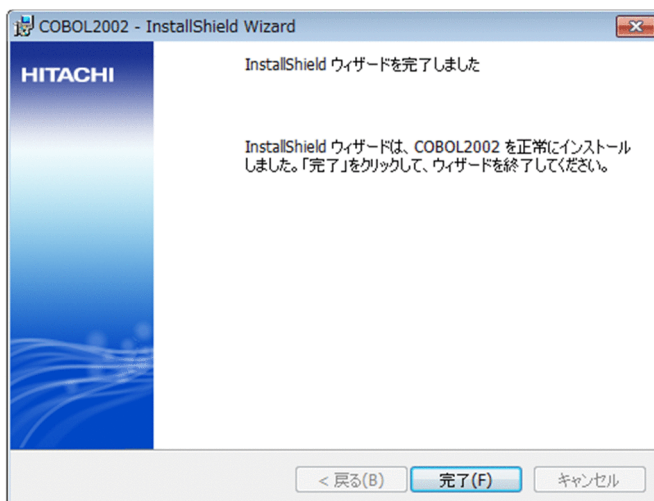 COBOL2002 - InstallShield Wizard
HITACHI
InstallShield ウィザードを完了しました
InstallShield ウィザードは、COBOL2002 を正常にインストール
しました。「完了」をクリックして、ウィザードを終了してください。
< 戻る(B)
完了(F)
キャンセル